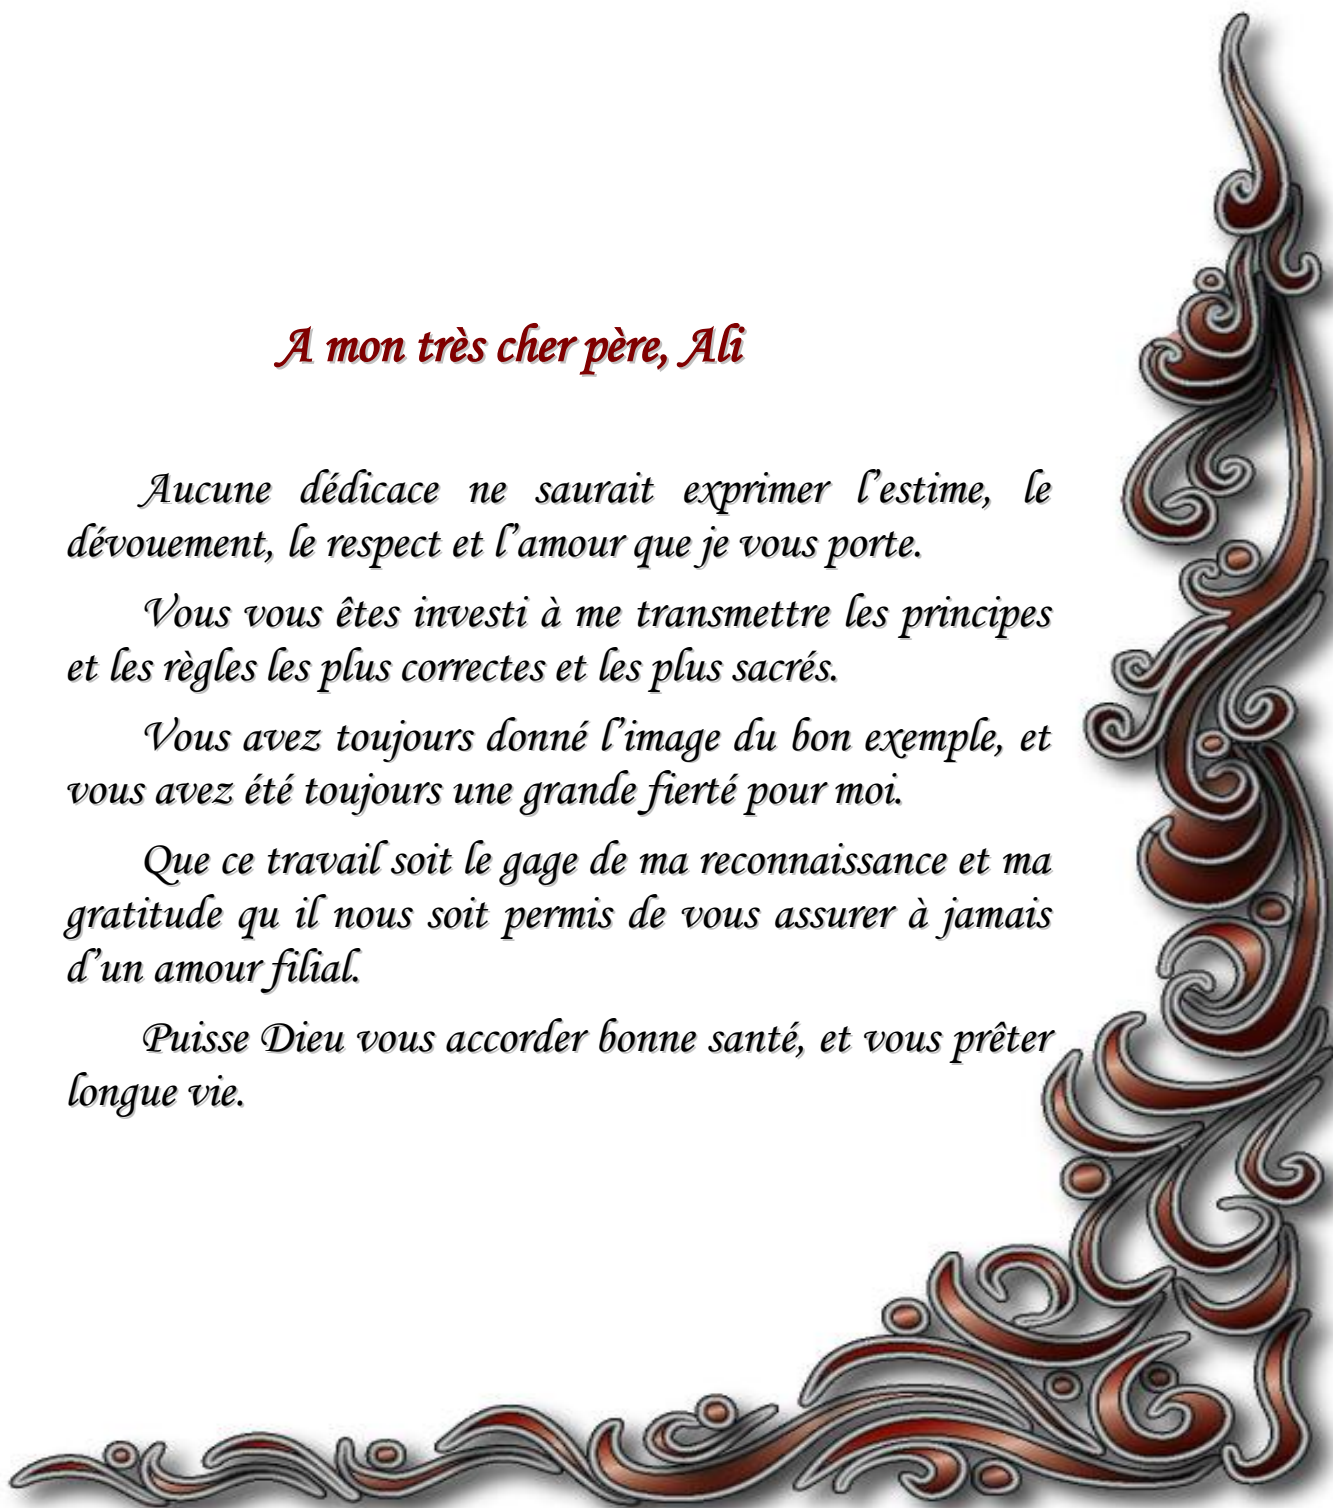 A mon très cher père, Ali
Aucune dédicace ne saurait exprimer l’estime, le
dévouement, le respect et l’amour que je vous porte.
Vous vous êtes investi à me transmettre les principes
et les règles les plus correctes et les plus sacrés.
Vous avez toujours donné l’image du bon exemple, et
vous avez été toujours une grande fierté pour moi.
Que ce travail soit le gage de ma reconnaissance et ma
gratitude qu il nous soit permis de vous assurer à jamais
d’un amour filial.
Puisse Dieu vous accorder bonne santé, et vous prêter
longue vie.